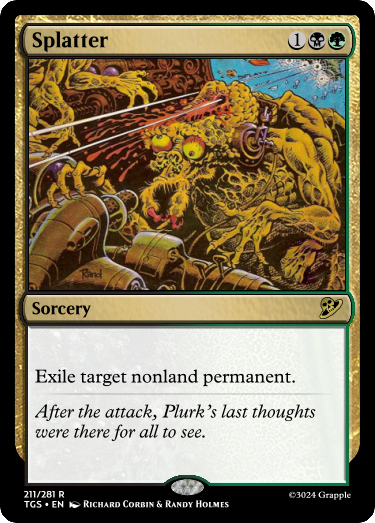 Splatter
1
Rand
Sorcery
Exile target nonland permanent.
After the attack, Plurk's last thoughts
were there for all to see.
211/281 R
TGS • EN Richard Corbin & Randy Holmes
©3024 Grapple